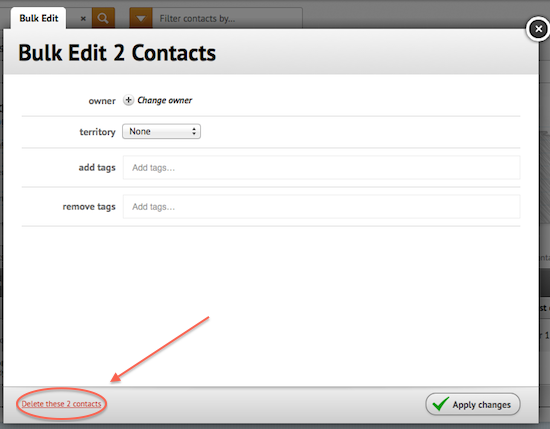 Bulk Edit
Filter contacts by...
Bulk Edit 2 Contacts
owner Change owner
territory None
add tags Add tags...
remove tags Add tags...
Delete these 2 contacts
Apply changes